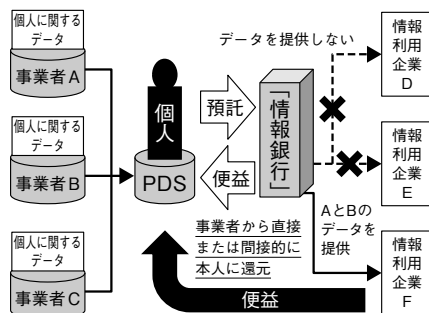 個人に関する
データ
事業者A
個人に関する
データ
事業者B
個人に関する
データ
事業者C
個人
PDS
預託
便益
「情報銀行」
データを提供しない
情報
利用
企業
D
情報
利用
企業
E
AとBの
データを
提供
情報
利用
企業
F
事業者から直接
または間接的に
本人に還元
便益